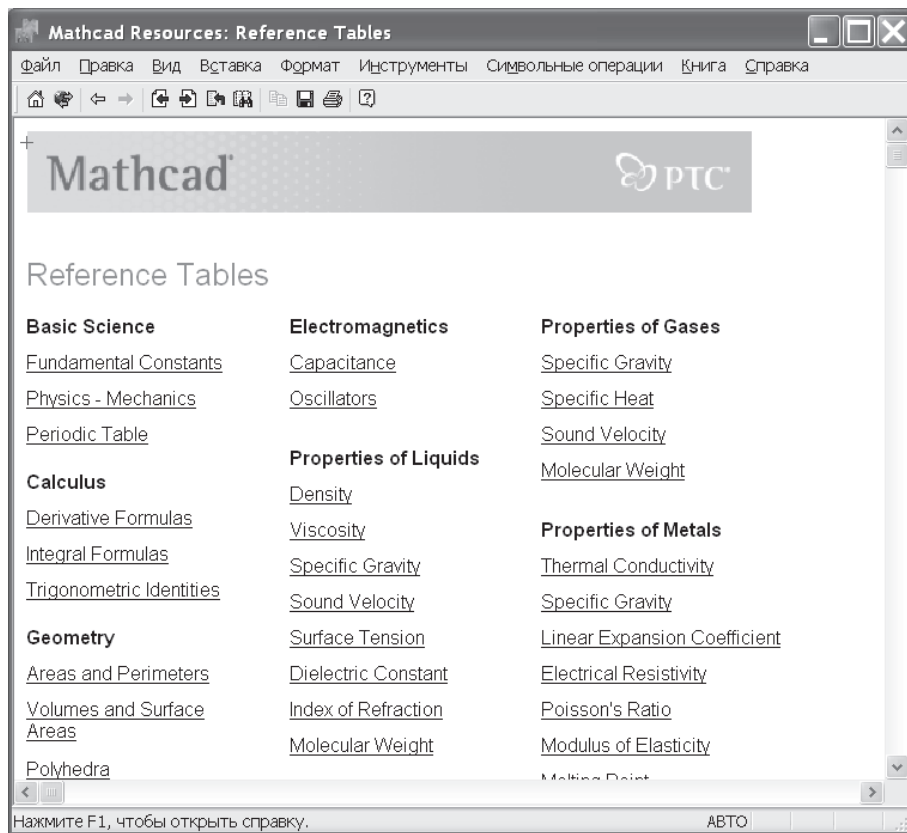 Mathcad Resources: Reference Tables
Файл Правка Вид Вставка Формат Инструменты Символьные операции Книга Справка
Mathcad
PTC
Reference Tables
Basic Science
Fundamental Constants
Physics - Mechanics
Periodic Table
Calculus
Derivative Formulas
Integral Formulas
Trigonometric Identities
Geometry
Areas and Perimeters
Volumes and Surface
Areas
Polyhedra
Electromagnetics
Capacitance
Oscillators
Properties of Liquids
Density
Viscosity
Specific Gravity
Sound Velocity
Surface Tension
Dielectric Constant
Index of Refraction
Molecular Weight
Properties of Gases
Specific Gravity
Specific Heat
Sound Velocity
Molecular Weight
Properties of Metals
Thermal Conductivity
Specific Gravity
Linear Expansion Coefficient
Electrical Resistivity
Poisson's Ratio
Modulus of Elasticity
Melting Point
Нажмите F1, чтобы открыть справку.
АВТО